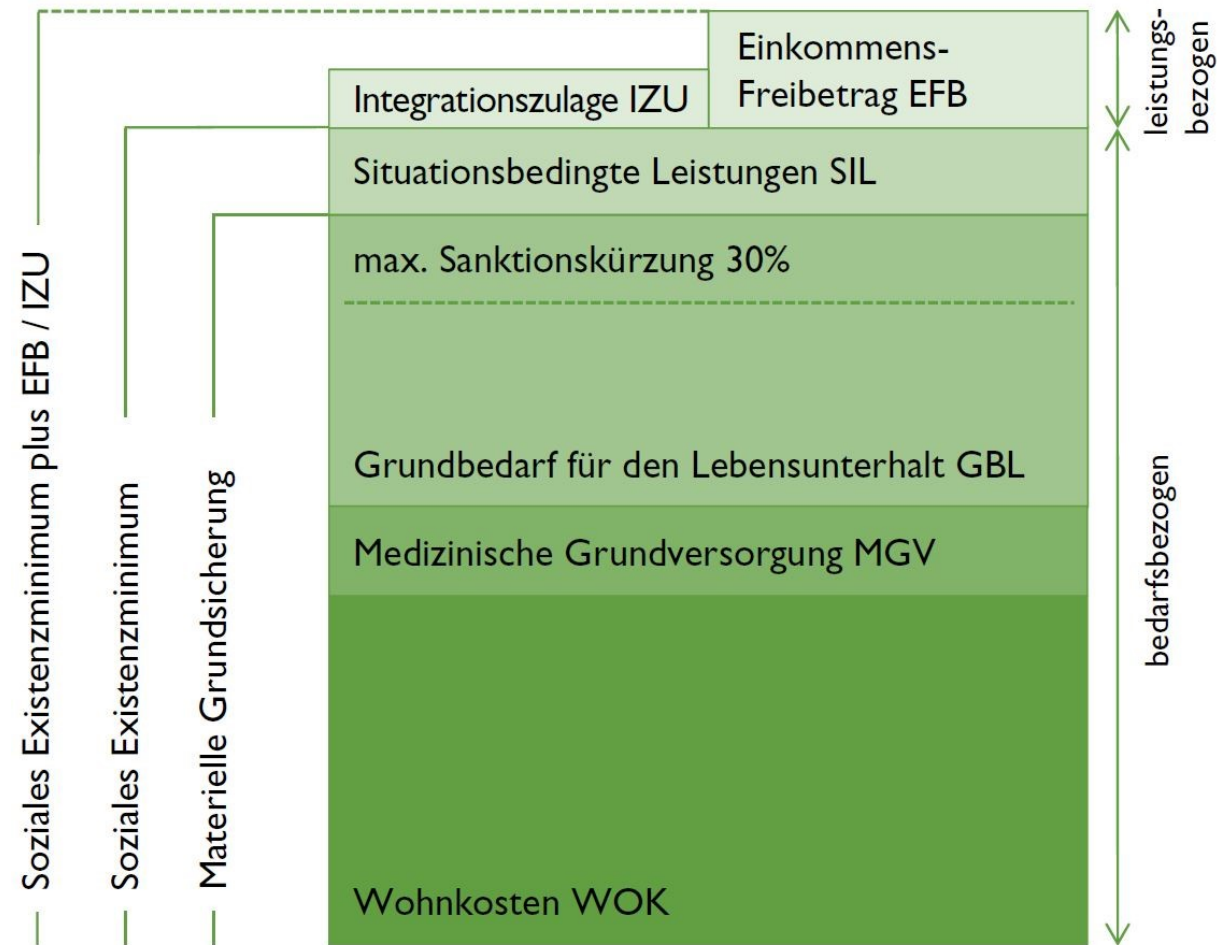 Einkommens-
Freibetrag EFB
Integrationszulage IZU
Situationsbedingte Leistungen SIL
max. Sanktionskürzung 30%
Grundbedarf für den Lebensunterhalt GBL
Medizinische Grundversorgung MGV
Wohnkosten WOK
Soziales Existenzminimum plus EFB / IZU
Soziales Existenzminimum
Materielle Grundsicherung
leistungs-
bezogen
bedarfsbezogen